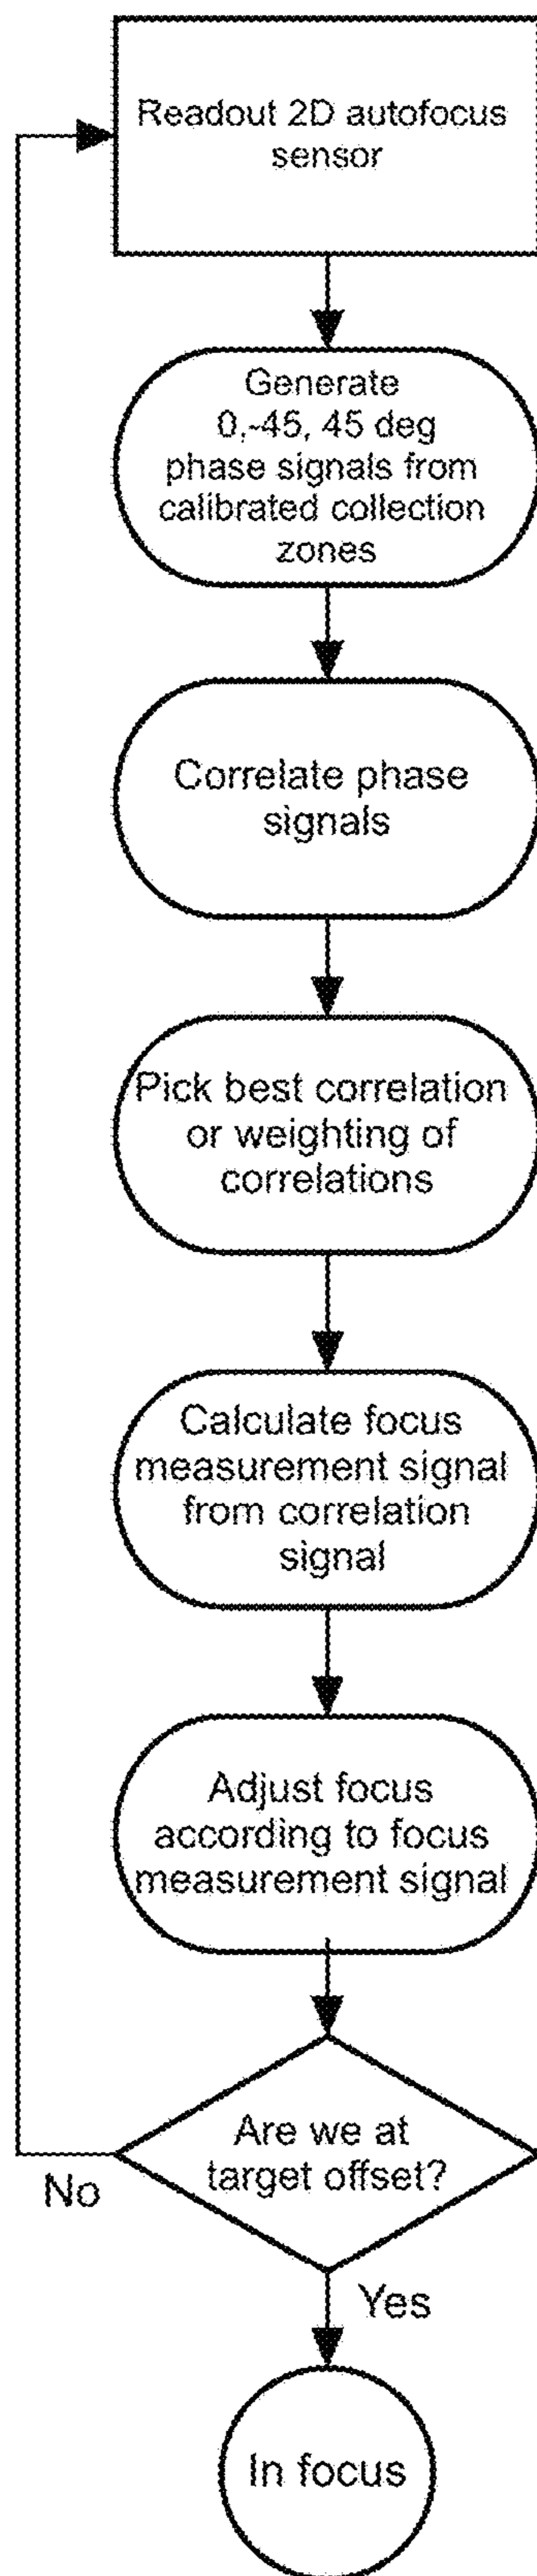 Readout 2D autofocus
sensor
Generate
0,-45, 45 deg
phase signals from
calibrated collection
zones
Correlate phase
signals
Pick best correlation
or weighting of
correlations
Calculate focus
measurement signal
from correlation
signal
Adjust focus
according to focus
measurement signal
Are we at
target offset?
No
Yes
In focus